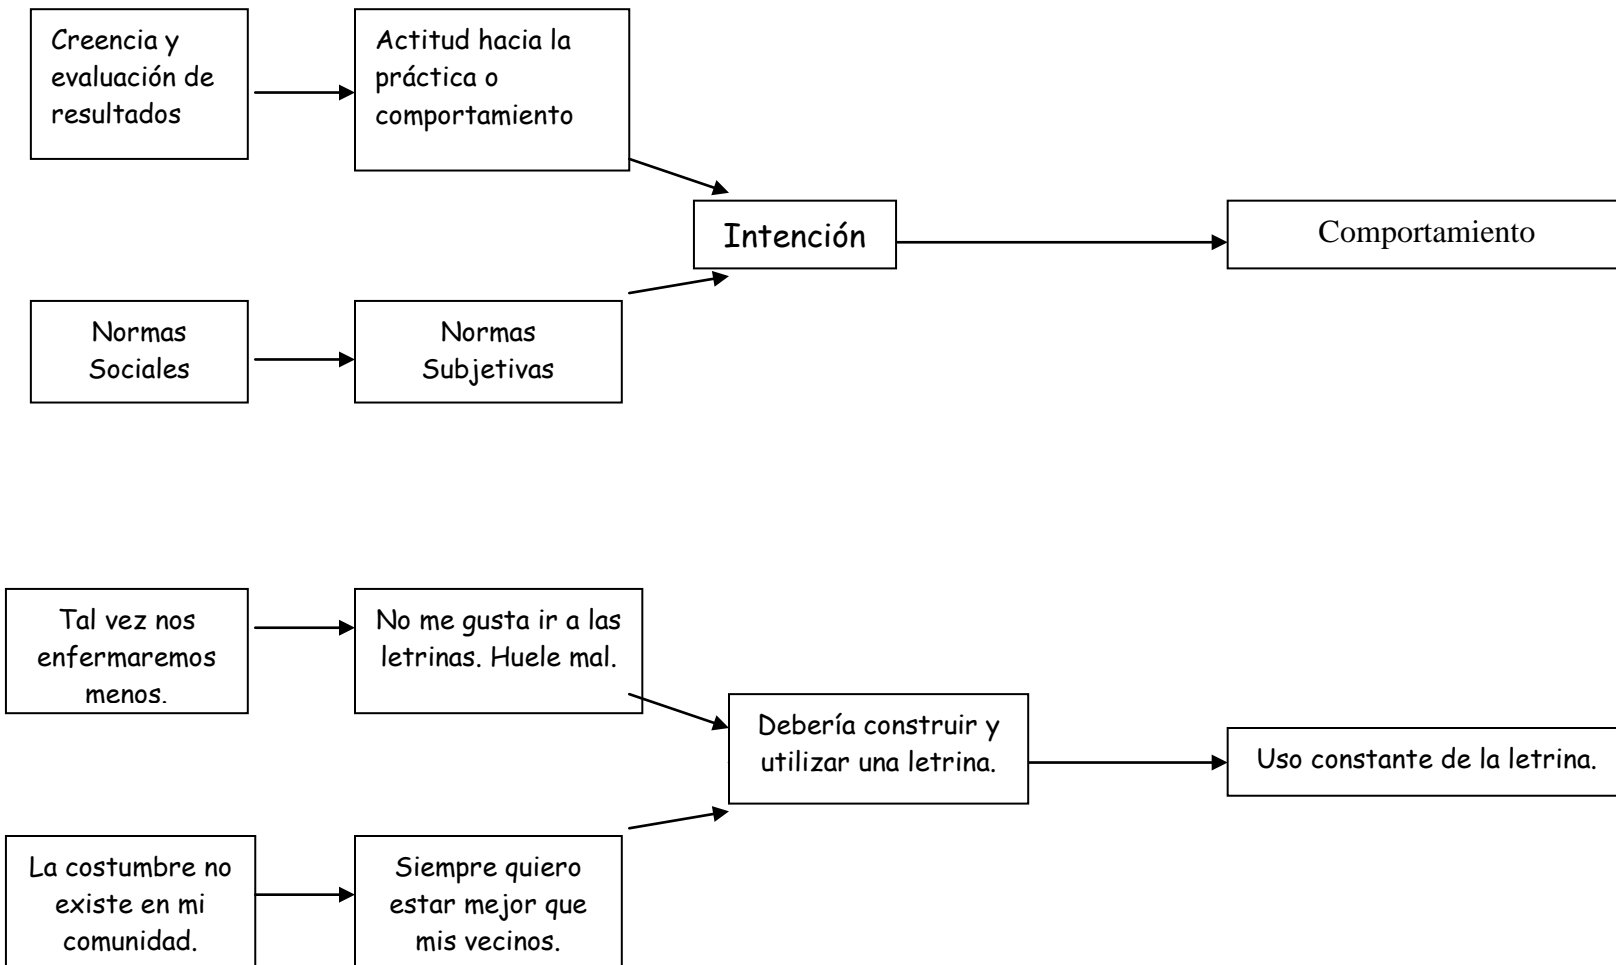 Creencia y
evaluación de
resultados
Actitud hacia la
práctica o
comportamiento
Intención
Comportamiento
Normas
Sociales
Normas
Subjetivas
Tal vez nos
enfermaremos
menos.
No me gusta ir a las
letrinas. Huele mal.
Debería construir y
utilizar una letrina.
Uso constante de la letrina.
La costumbre no
existe en mi
comunidad.
Siempre quiero
estar mejor que
mis vecinos.